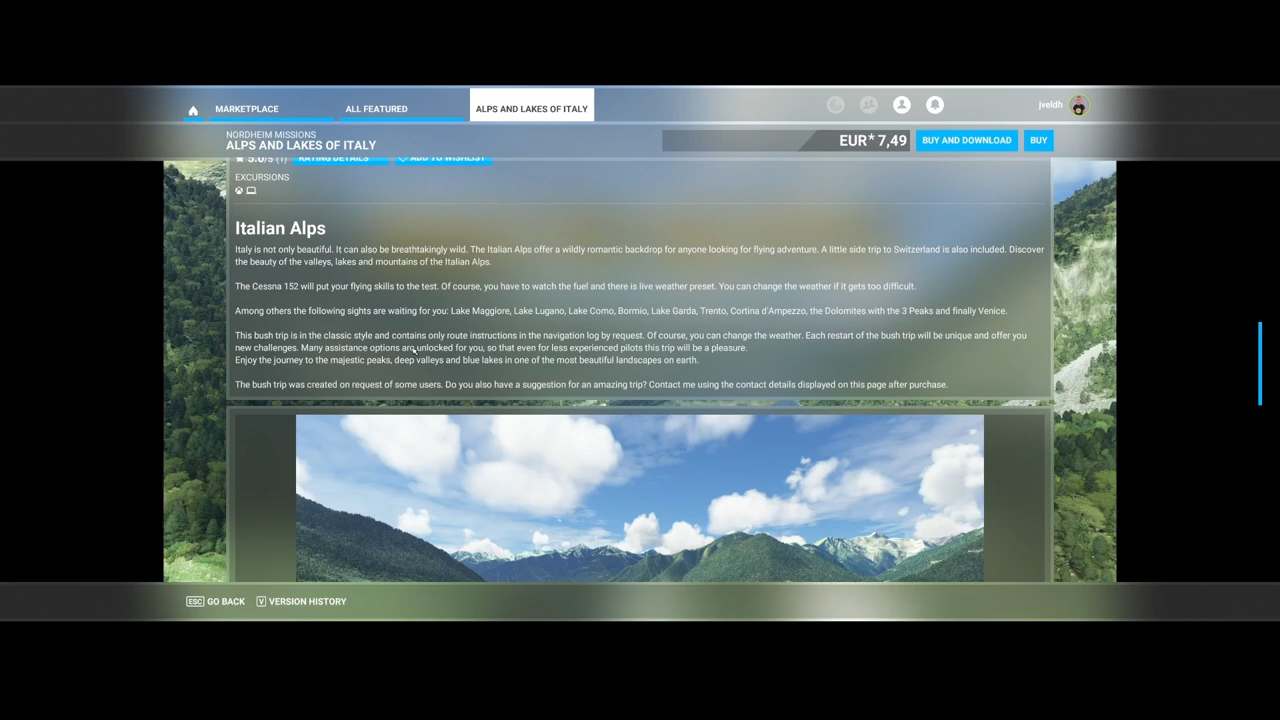 MARKETPLACE
ALL FEATURED
ALPS AND LAKES OF ITALY
jveldh
NORDHEIM MISSIONS
ALPS AND LAKES OF ITALY
EUR* 7,49
BUY AND DOWNLOAD
BUY
5.0/5 (1)
RATING DETAILS
ADD TO WISHLIST
EXCURSIONS
Italian Alps
Italy is not only beautiful. It can also be breathtakingly wild. The Italian Alps offer a wildly romantic backdrop for anyone looking for flying adventure. A little side trip to Switzerland is also included. Discover
the beauty of the valleys, lakes and mountains of the Italian Alps.
The Cessna 152 will put your flying skills to the test. Of course, you have to watch the fuel and there is live weather preset. You can change the weather if it gets too difficult.
Among others the following sights are waiting for you: Lake Maggiore, Lake Lugano, Lake Como, Bormio, Lake Garda, Trento, Cortina d'Ampezzo, the Dolomites with the 3 Peaks and finally Venice.
This bush trip is in the classic style and contains only route instructions in the navigation log by request. Of course, you can change the weather. Each restart of the bush trip will be unique and offer you
new challenges. Many assistance options are unlocked for you, so that even for less experienced pilots this trip will be a pleasure.
Enjoy the journey to the majestic peaks, deep valleys and blue lakes in one of the most beautiful landscapes on earth.
The bush trip was created on request of some users. Do you also have a suggestion for an amazing trip? Contact me using the contact details displayed on this page after purchase.
ESC GO BACK
V VERSION HISTORY